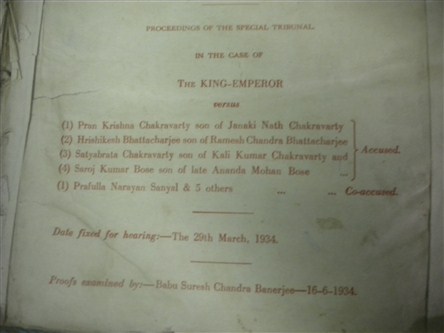 PROCEEDINGS OF THE SPECIAL TRIBUNAL.
IN THE CASE OF
THE KING-EMPEROR
versus
(1) Pran Krishna Chakravarty son of Janaki Nath Chakravarty
(2) Hrishikesh Bhattacharjee son of Ramesh Chandra Bhattacharjee
(3) Satyabrata Chakravarty son of Kali Kumar Chakravarty and
(4) Saroj Kumar Bose son of late Ananda Mohan Bose ...
Accused.
(1) Prafulla Narayan Sanyal & 5 others ... ... Co-accused.
Date fixed for hearing:—The 29th March, 1934.
Proofs examined by:—Babu Suresh Chandra Banerjee—16-6-1934.